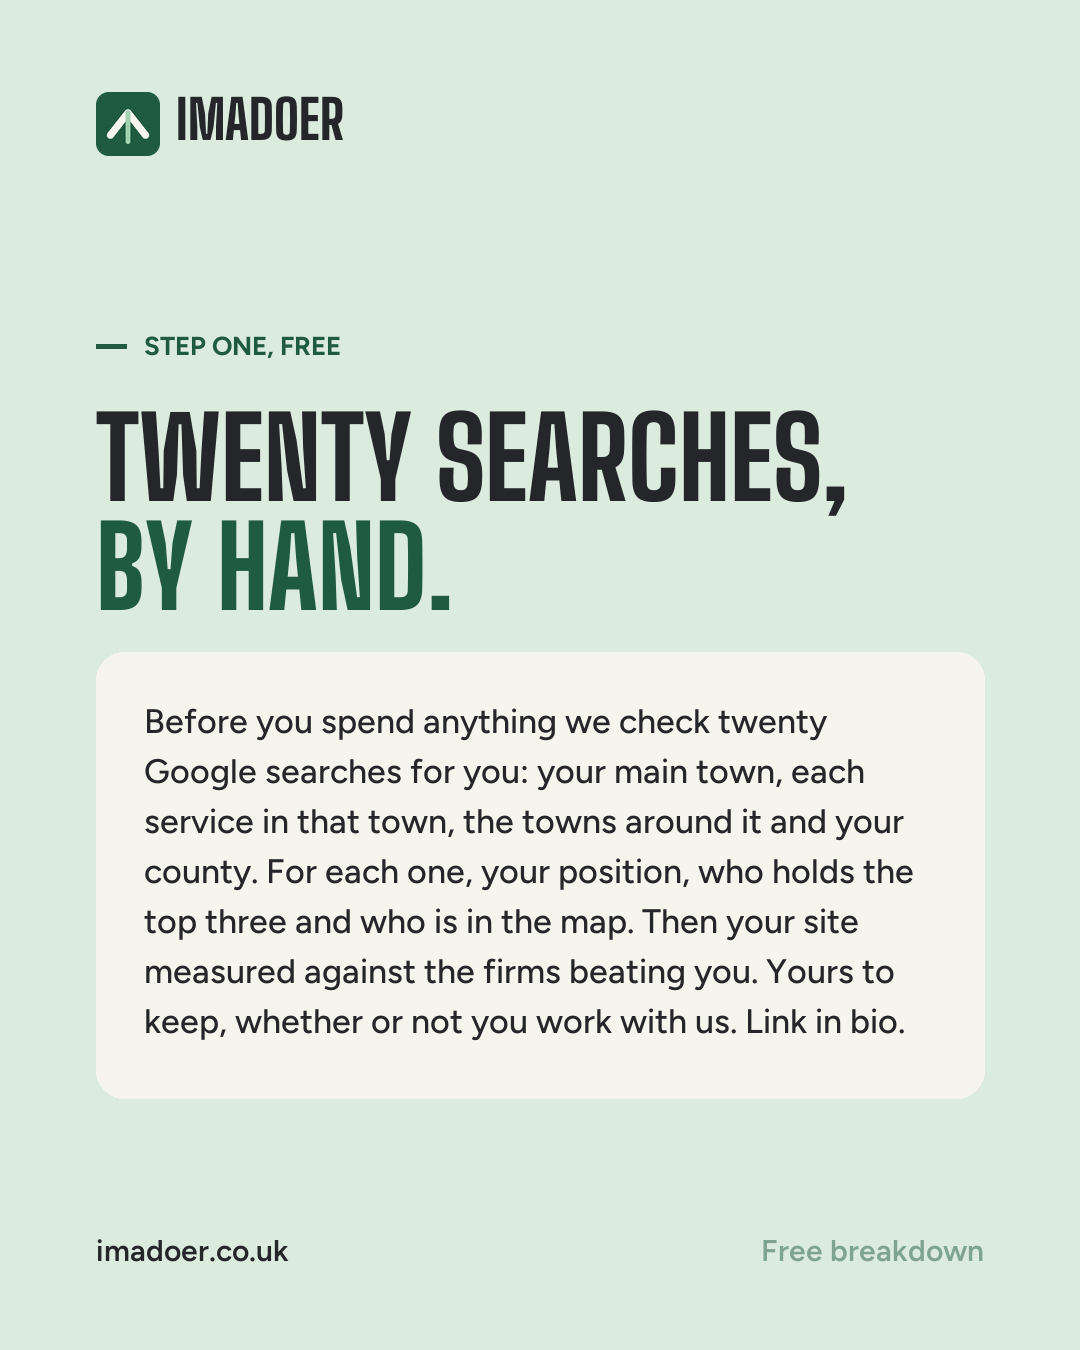 IMADOER
STEP ONE, FREE
TWENTY SEARCHES,
BY HAND.
Before you spend anything we check twenty
Google searches for you: your main town, each
service in that town, the towns around it and your
county. For each one, your position, who holds the
top three and who is in the map. Then your site
measured against the firms beating you. Yours to
keep, whether or not you work with us. Link in bio.
imadoer.co.uk
Free breakdown